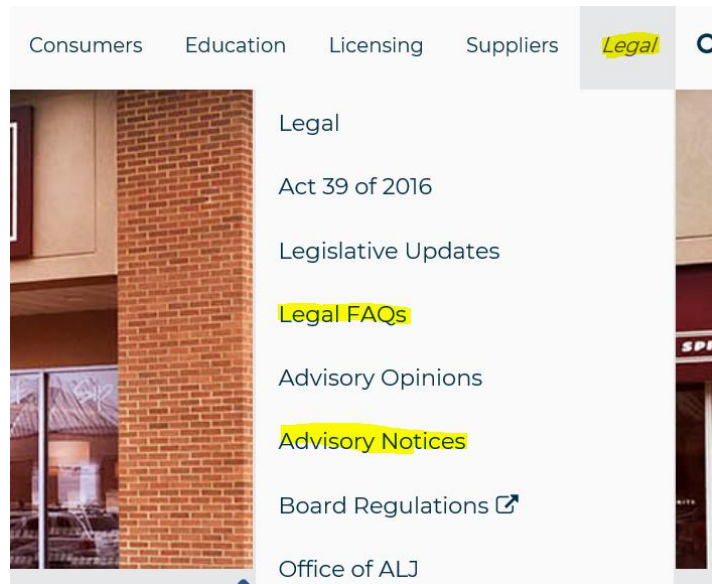 Consumers Education Licensing Suppliers Legal
Legal
Act 39 of 2016
Legislative Updates
Legal FAQs
Advisory Opinions
Advisory Notices
Board Regulations
Office of ALJ